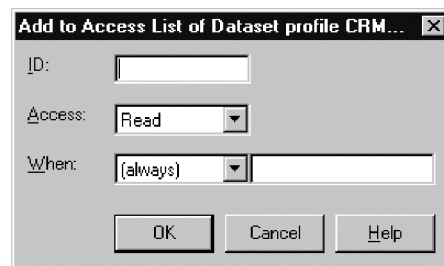 Add to Access List of Dataset profile CRM... X
ID:
Access: Read
When: (always)
OK Cancel Help